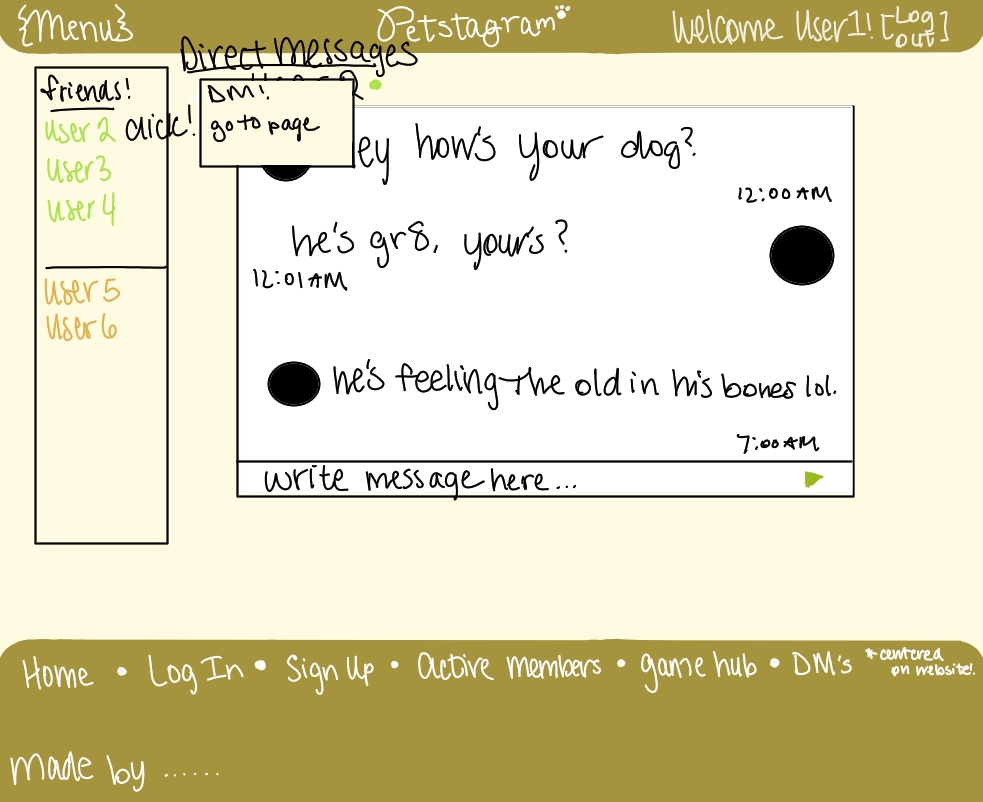 {Menu}
Petstagram
Welcome User1! [Log out]
Direct Messages
friends!
user 2 click!
user3
user 4
user 5
user 6
DM!
go to page
ey how's your dog?
12:00 AM
he's gr8, your's?
12:01 AM
he's feeling the old in his bones lol.
7:00 AM
write message here...
Home • Log In • Sign Up • active members • game hub • DM's
*centered
on website!.
made by ......